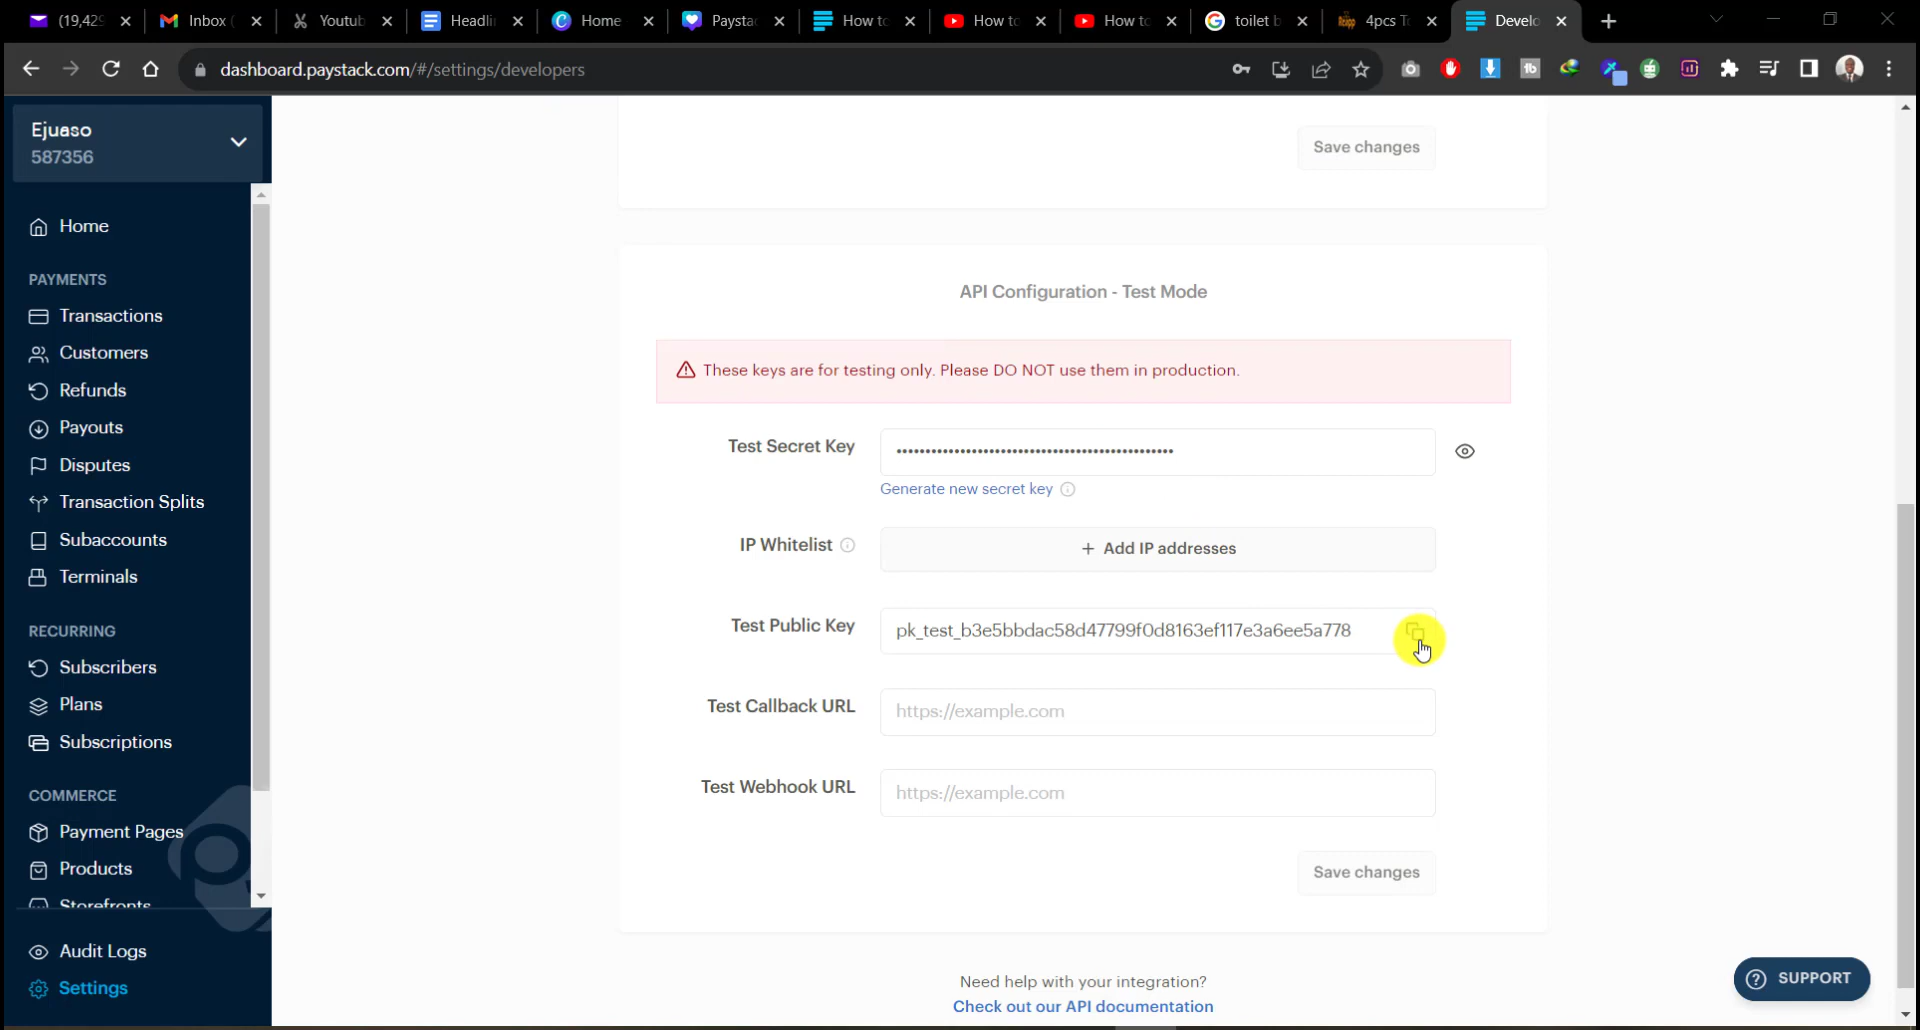 (19,429
Inbox (
Youtub
Headli
Home
Paystac
How to
How to
How to
toilet b
4pcs To
Develo
dashboard.paystack.com/#/settings/developers
Ejuaso
587356
Home
PAYMENTS
Transactions
Customers
Refunds
Payouts
Disputes
Transaction Splits
Subaccounts
Terminals
RECURRING
Subscribers
Plans
Subscriptions
COMMERCE
Payment Pages
Products
Storefronts
Audit Logs
Settings
Save changes
API Configuration - Test Mode
These keys are for testing only. Please DO NOT use them in production.
Test Secret Key
Generate new secret key
IP Whitelist
+ Add IP addresses
Test Public Key
pk_test_b3e5bbdac58d47799f0d8163ef117e3a6ee5a778
Test Callback URL
https://example.com
Test Webhook URL
https://example.com
Save changes
Need help with your integration?
Check out our API documentation
SUPPORT